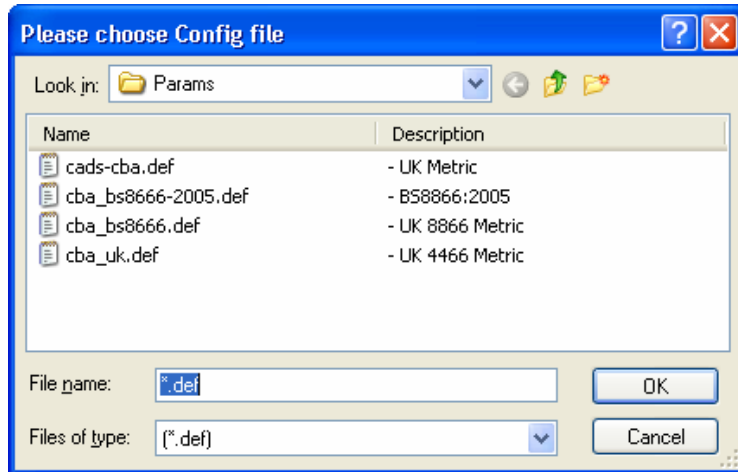 Please choose Config file
Look in: Params
Name Description
cads-cba.def - UK Metric
cba_bs8666-2005.def - BS8866:2005
cba_bs8666.def - UK 8866 Metric
cba_uk.def - UK 4466 Metric
File name: *.def OK
Files of type: (*.def) Cancel